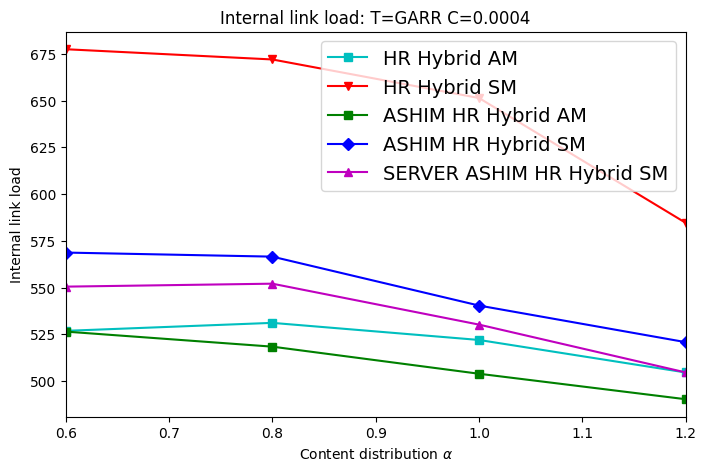 Internal link load: T=GARR C=0.0004
HR Hybrid AM
HR Hybrid SM
ASHIM HR Hybrid AM
ASHIM HR Hybrid SM
SERVER ASHIM HR Hybrid SM
Internal link load
675
650
625
600
575
550
525
500
0.6 0.7 0.8 0.9 1.0 1.1 1.2
Content distribution α